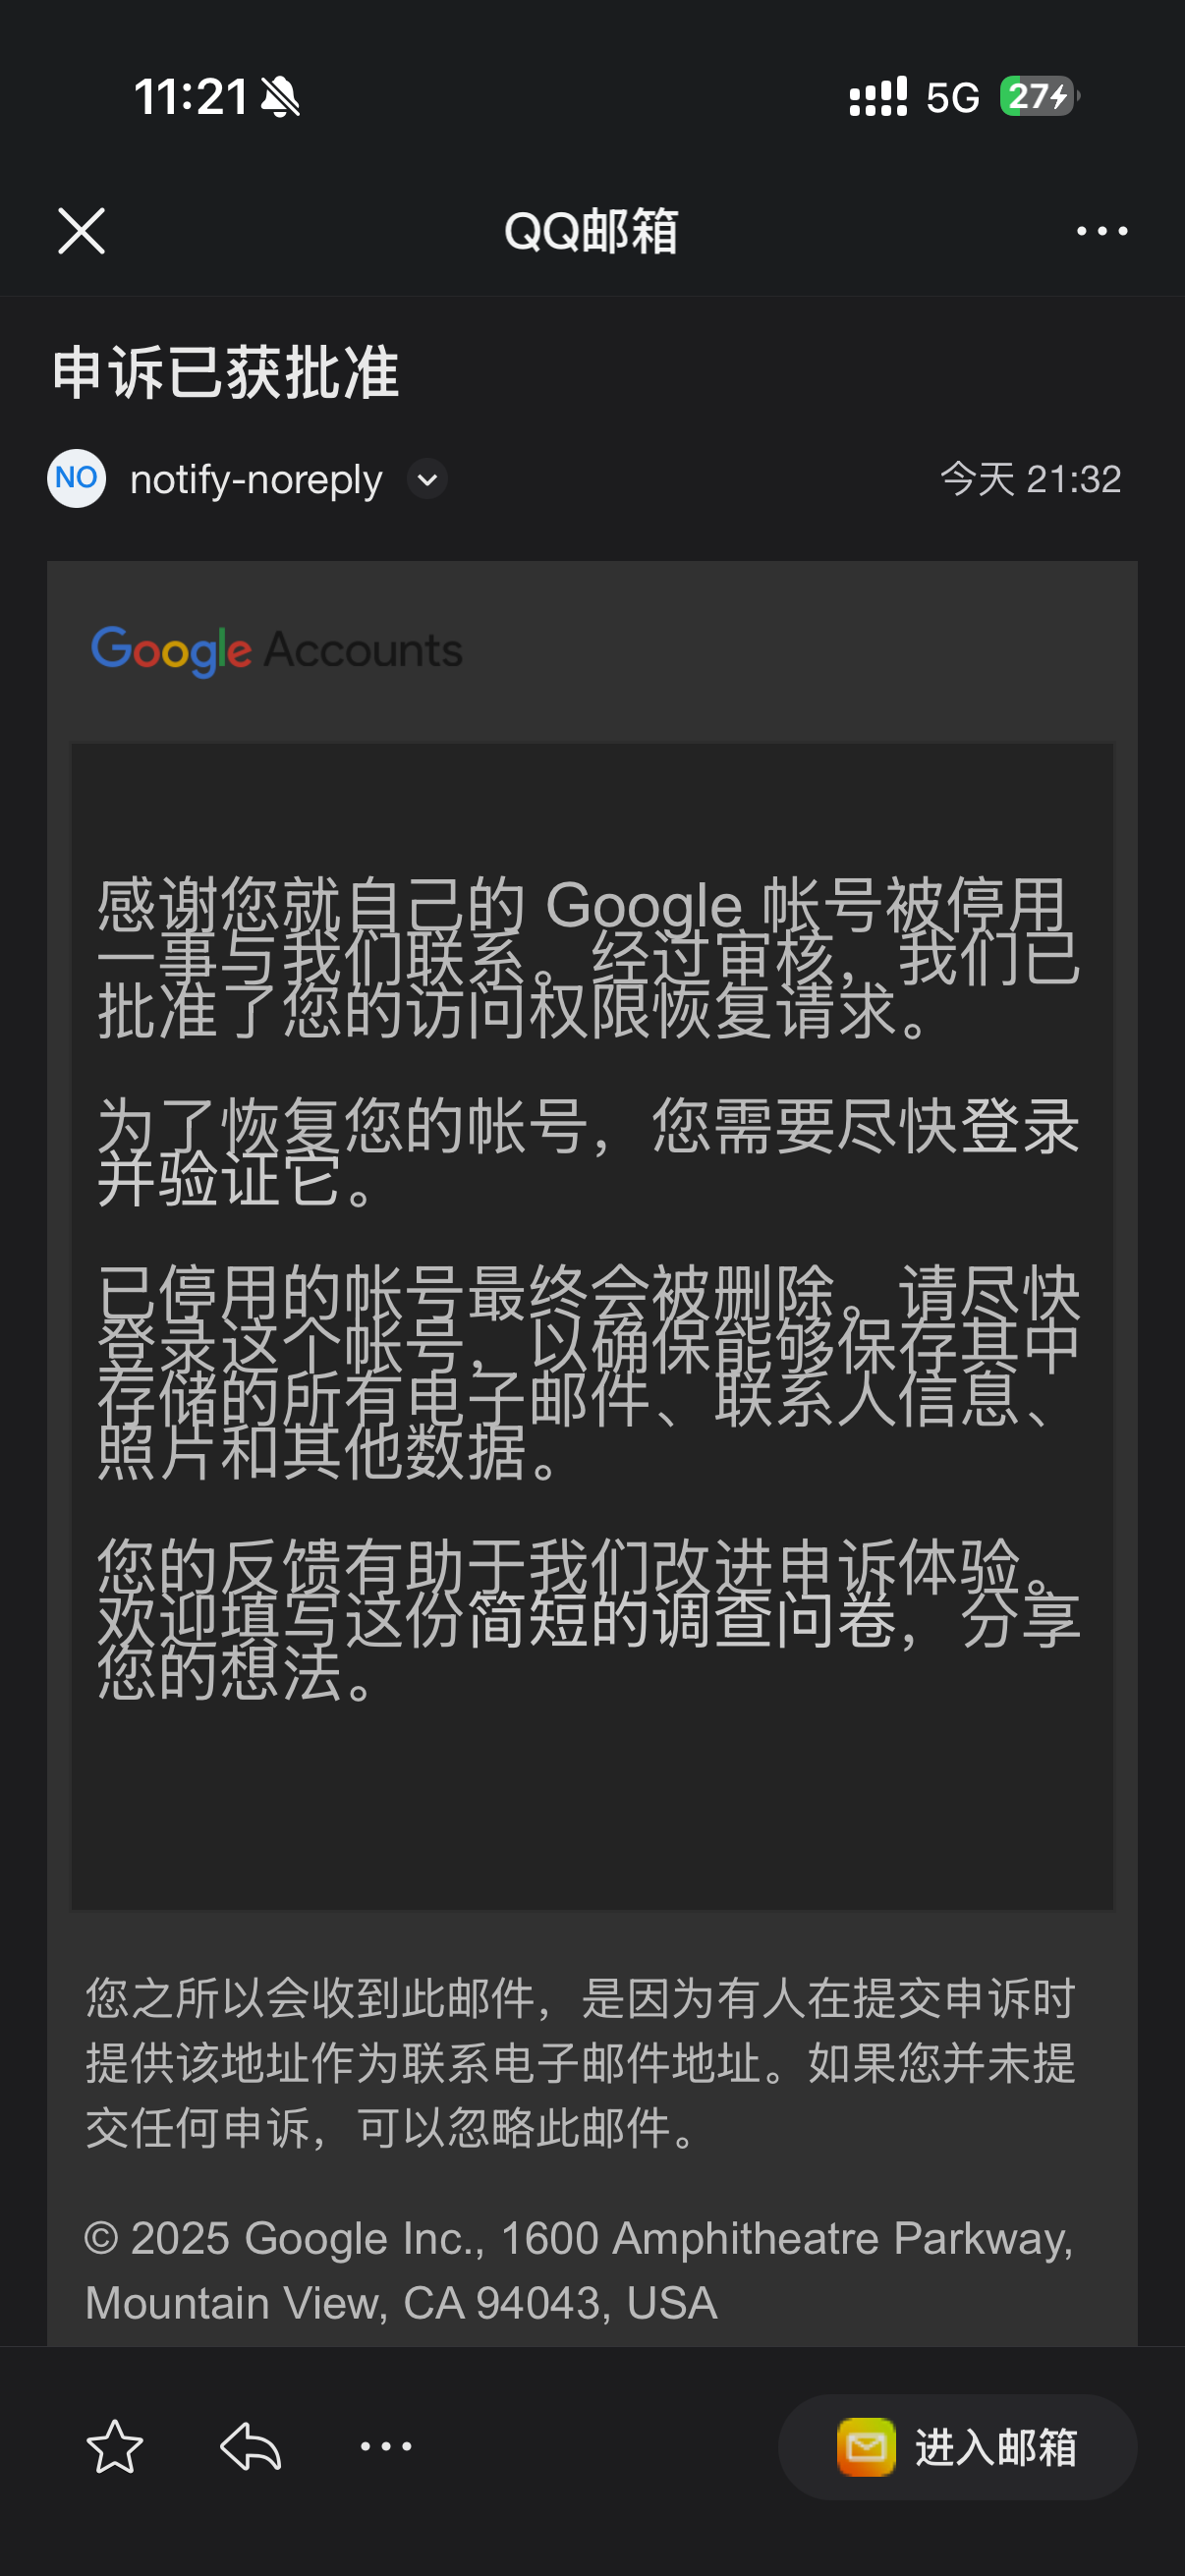 11:21
5G
27
QQ邮箱
申诉已获批准
NO notify-noreply 今天 21:32
Google Accounts
感谢您就自己的 Google 帐号被停用
一事与我们联系。经过审核，我们已
批准了您的访问权限恢复请求。
为了恢复您的帐号，您需要尽快登录
并验证它。
已停用的帐号最终会被删除。请尽快
登录这个帐号，以确保能够保存其中
存储的所有电子邮件、联系人信息、
照片和其他数据。
您的反馈有助于我们改进申诉体验。
欢迎填写这份简短的调查问卷，分享
您的想法。
您之所以会收到此邮件，是因为有人在提交申诉时
提供该地址作为联系电子邮件地址。如果您并未提
交任何申诉，可以忽略此邮件。
© 2025 Google Inc., 1600 Amphitheatre Parkway,
Mountain View, CA 94043, USA
进入邮箱